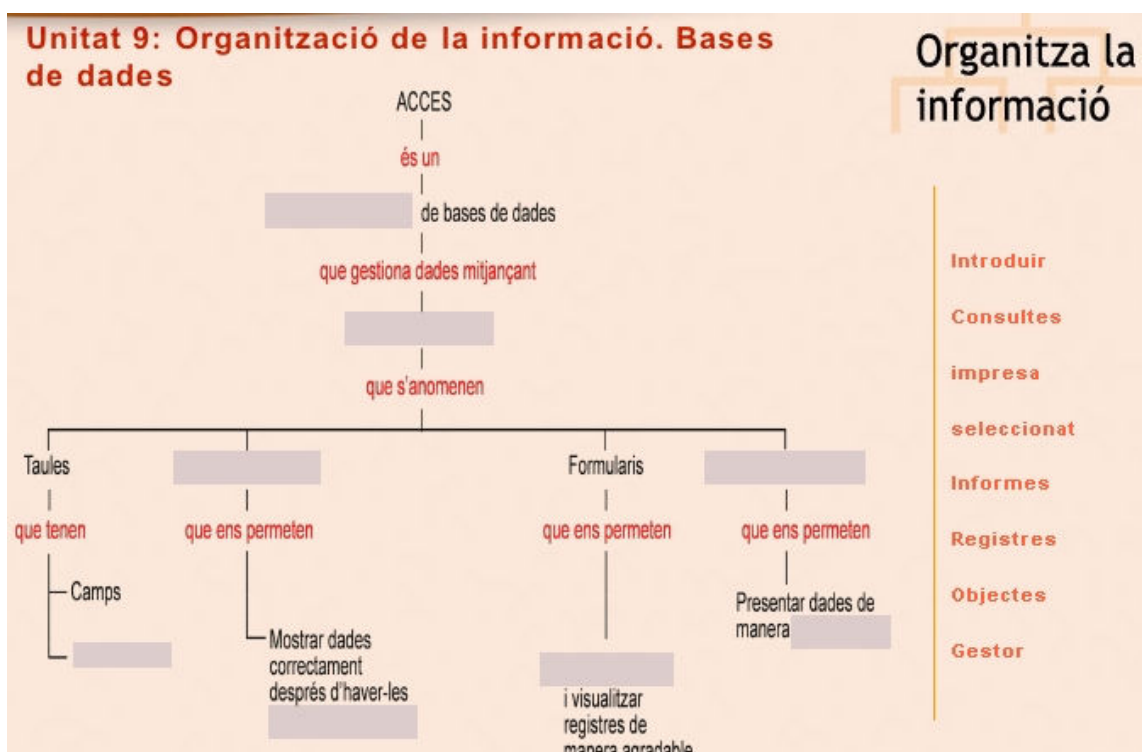 Unitat 9: Organització de la informació. Bases
de dades
Organitza la
informació
ACCES
és un
de bases de dades
que gestiona dades mitjançant
que s'anomenen
Taules
Formularis
que tenen
que ens permeten
que ens permeten
que ens permeten
Camps
Mostrar dades
correctament
després d'haver-les
i visualitzar
registres de
manera agradable
Presentar dades de
manera
Introduir
Consultes
impresa
seleccionat
Informes
Registres
Objectes
Gestor